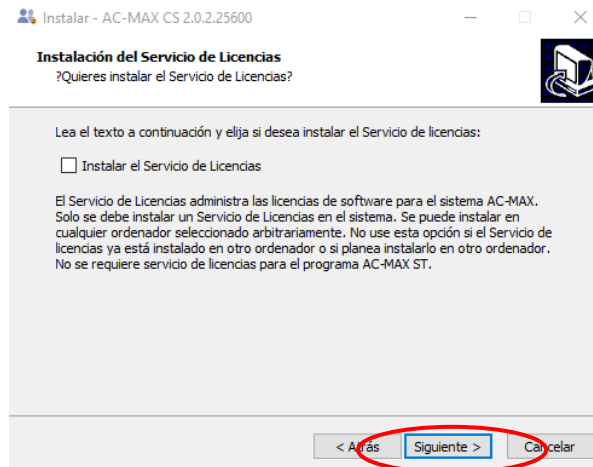 Instalar - AC-MAX CS 2.0.2.25600
Instalación del Servicio de Licencias
?Quieres instalar el Servicio de Licencias?
Lea el texto a continuación y elija si desea instalar el Servicio de licencias:
Instalar el Servicio de Licencias
El Servicio de Licencias administra las licencias de software para el sistema AC-MAX.
Solo se debe instalar un Servicio de Licencias en el sistema. Se puede instalar en
cualquier ordenador seleccionado arbitrariamente. No use esta opción si el Servicio de
licencias ya está instalado en otro ordenador o si planea instalarlo en otro ordenador.
No se requiere servicio de licencias para el programa AC-MAX ST.
< Atrás Siguiente > Cancelar